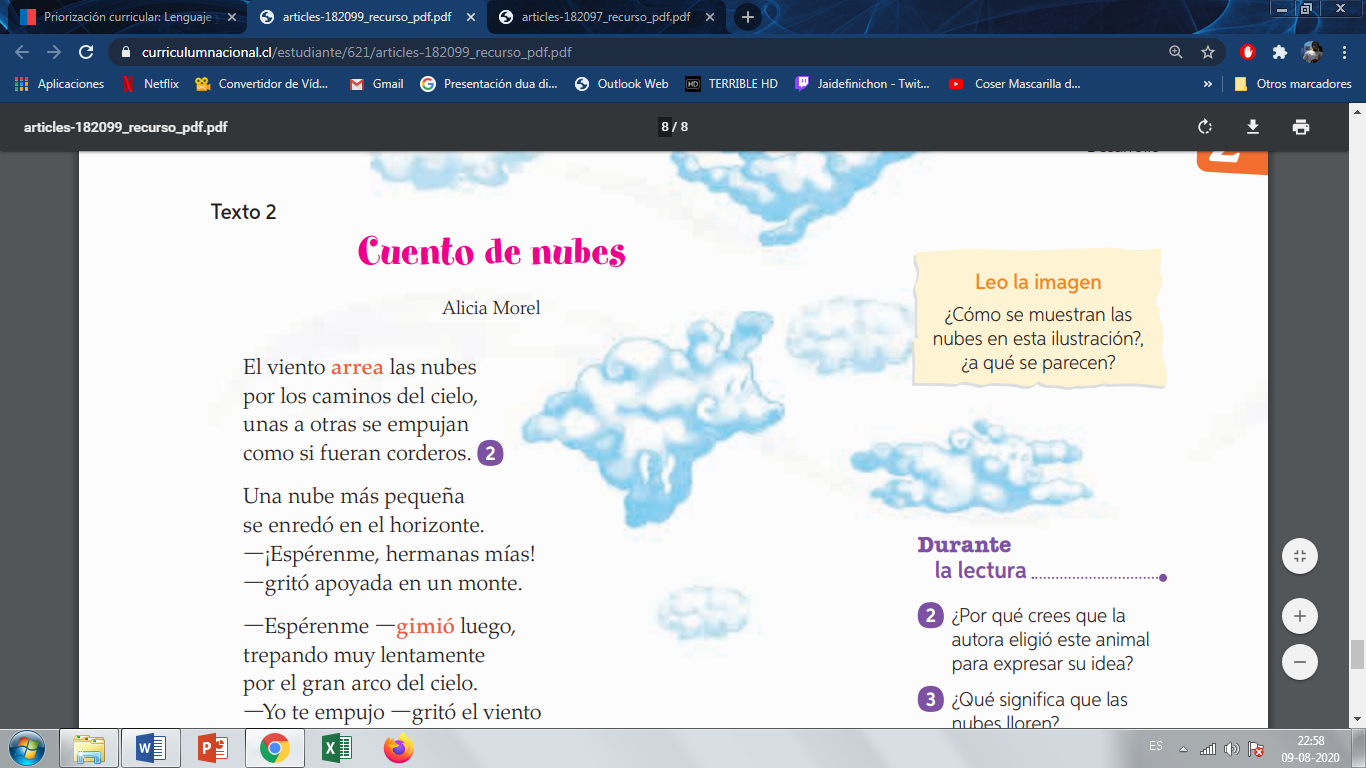 Priorización curricular: Lenguaje
articles-182099_recurso_pdf.pdf
articles-182097_recurso_pdf.pdf
curriculumnacional.cl/estudiante/621/articles-182099_recurso_pdf.pdf
Aplicaciones
Netflix
Convertidor de Víd...
Gmail
Presentación dua di...
Outlook Web
HD TERRIBLE HD
Jaidefinichon - Twit...
Coser Mascarilla d...
»
Otros marcadores
articles-182099_recurso_pdf.pdf
8 / 8
2
Texto 2
Cuento de nubes
Alicia Morel
El viento arrea las nubes
por los caminos del cielo,
unas a otras se empujan
como si fueran corderos. 2
Una nube más pequeña
se enredó en el horizonte.
—¡Espérenme, hermanas mías!
—gritó apoyada en un monte.
—Espérenme —gimió luego,
trepando muy lentamente
por el gran arco del cielo.
—Yo te empujo —gritó el viento
Leo la imagen
¿Cómo se muestran las
nubes en esta ilustración?,
¿a qué se parecen?
Durante
la lectura
2 ¿Por qué crees que la
autora eligió este animal
para expresar su idea?
3 ¿Qué significa que las
nubes lloren?
ES
22:58
09-08-2020